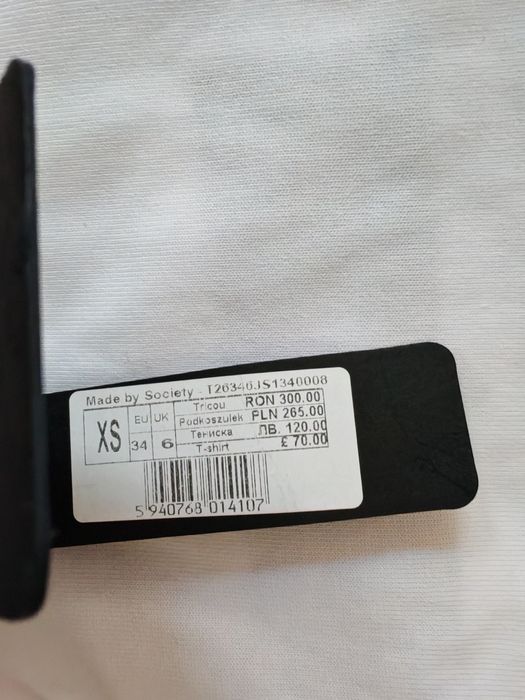 Made by Society - T26346JS1340008
XS EU UK
34 6
Tricou RON 300.00
Podkoszulek PLN 265.00
Тениска ЛВ. 120.00
T-shirt £ 70.00
5 940768 014107